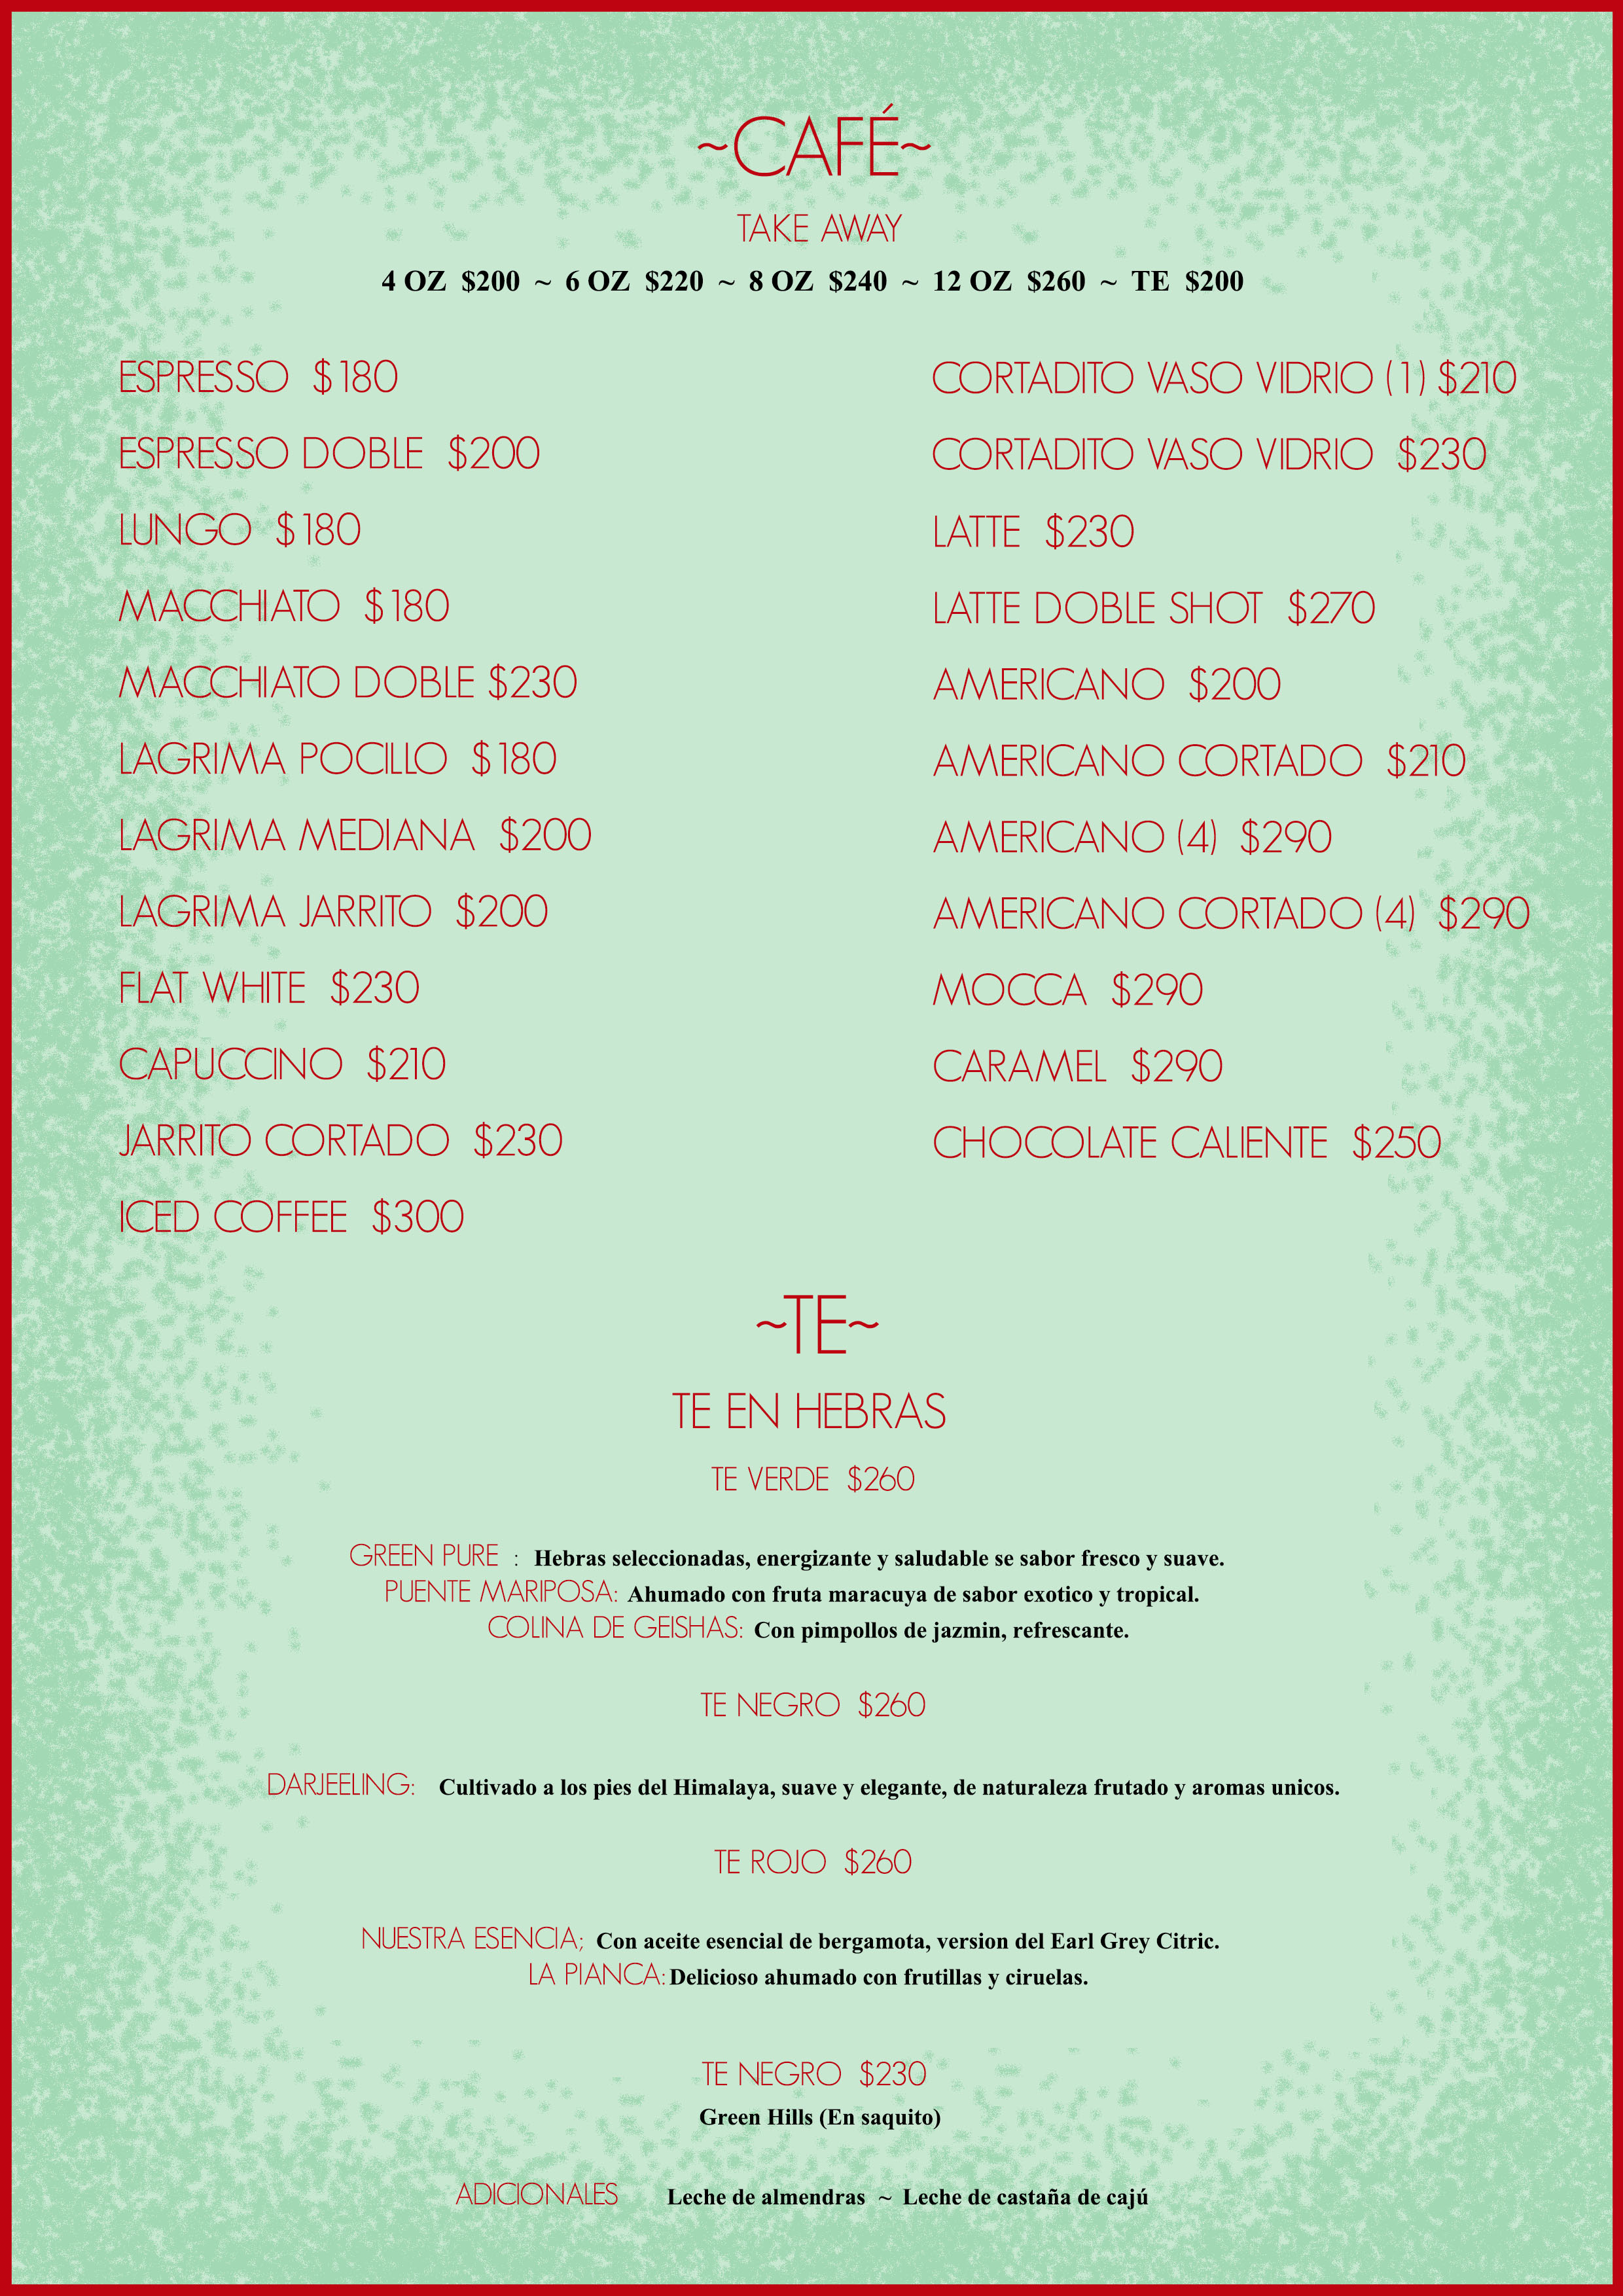 ~CAFÉ~
TAKE AWAY
4 OZ $200 ~ 6 OZ $220 ~ 8 OZ $240 ~ 12 OZ $260 ~ TE $200
ESPRESSO $180
ESPRESSO DOBLE $200
LUNGO $180
MACCHIATO $180
MACCHIATO DOBLE $230
LAGRIMA POCILLO $180
LAGRIMA MEDIANA $200
LAGRIMA JARRITO $200
FLAT WHITE $230
CAPUCCINO $210
JARRITO CORTADO $230
ICED COFFEE $300
CORTADITO VASO VIDRIO (1) $210
CORTADITO VASO VIDRIO $230
LATTE $230
LATTE DOBLE SHOT $270
AMERICANO $200
AMERICANO CORTADO $210
AMERICANO (4) $290
AMERICANO CORTADO (4) $290
MOCCA $290
CARAMEL $290
CHOCOLATE CALIENTE $250
~TE~
TE EN HEBRAS
TE VERDE $260
GREEN PURE : Hebras seleccionadas, energizante y saludable se sabor fresco y suave.
PUENTE MARIPOSA: Ahumado con fruta maracuya de sabor exotico y tropical.
COLINA DE GEISHAS: Con pimpollos de jazmin, refrescante.
TE NEGRO $260
DARJEELING: Cultivado a los pies del Himalaya, suave y elegante, de naturaleza frutado y aromas unicos.
TE ROJO $260
NUESTRA ESENCIA; Con aceite esencial de bergamota, version del Earl Grey Citric.
LA PIANCA: Delicioso ahumado con frutillas y ciruelas.
TE NEGRO $230
Green Hills (En saquito)
ADICIONALES Leche de almendras ~ Leche de castaña de cajú